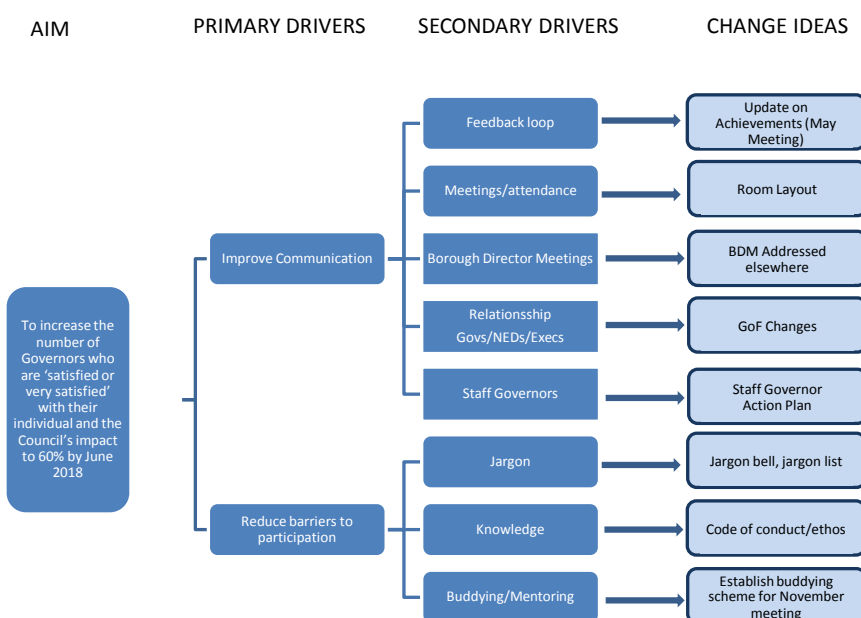 AIM
PRIMARY DRIVERS
SECONDARY DRIVERS
CHANGE IDEAS
To increase the
number of
Governors who
are ‘satisfied or
very satisfied’
with their
individual and the
Council’s impact
to 60% by June
2018
Improve Communication
Feedback loop
Update on
Achievements (May
Meeting)
Meetings/attendance
Room Layout
Borough Director Meetings
BDM Addressed
elsewhere
Relationsship
Govs/NEDs/Execs
GoF Changes
Staff Governors
Staff Governor
Action Plan
Reduce barriers to
participation
Jargon
Jargon bell, jargon list
Knowledge
Code of conduct/ethos
Buddying/Mentoring
Establish buddying
scheme for November
meeting